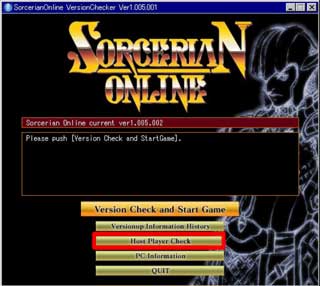 SorcerianOnline VersionChecker Ver1.005.001
SORCERIAN
ONLINE
Sorcerian Online current ver1.005.002
Please push [Version Check and StartGame].
Version Check and Start Game
Versionup Information History
Host Player Check
PC Information
QUIT